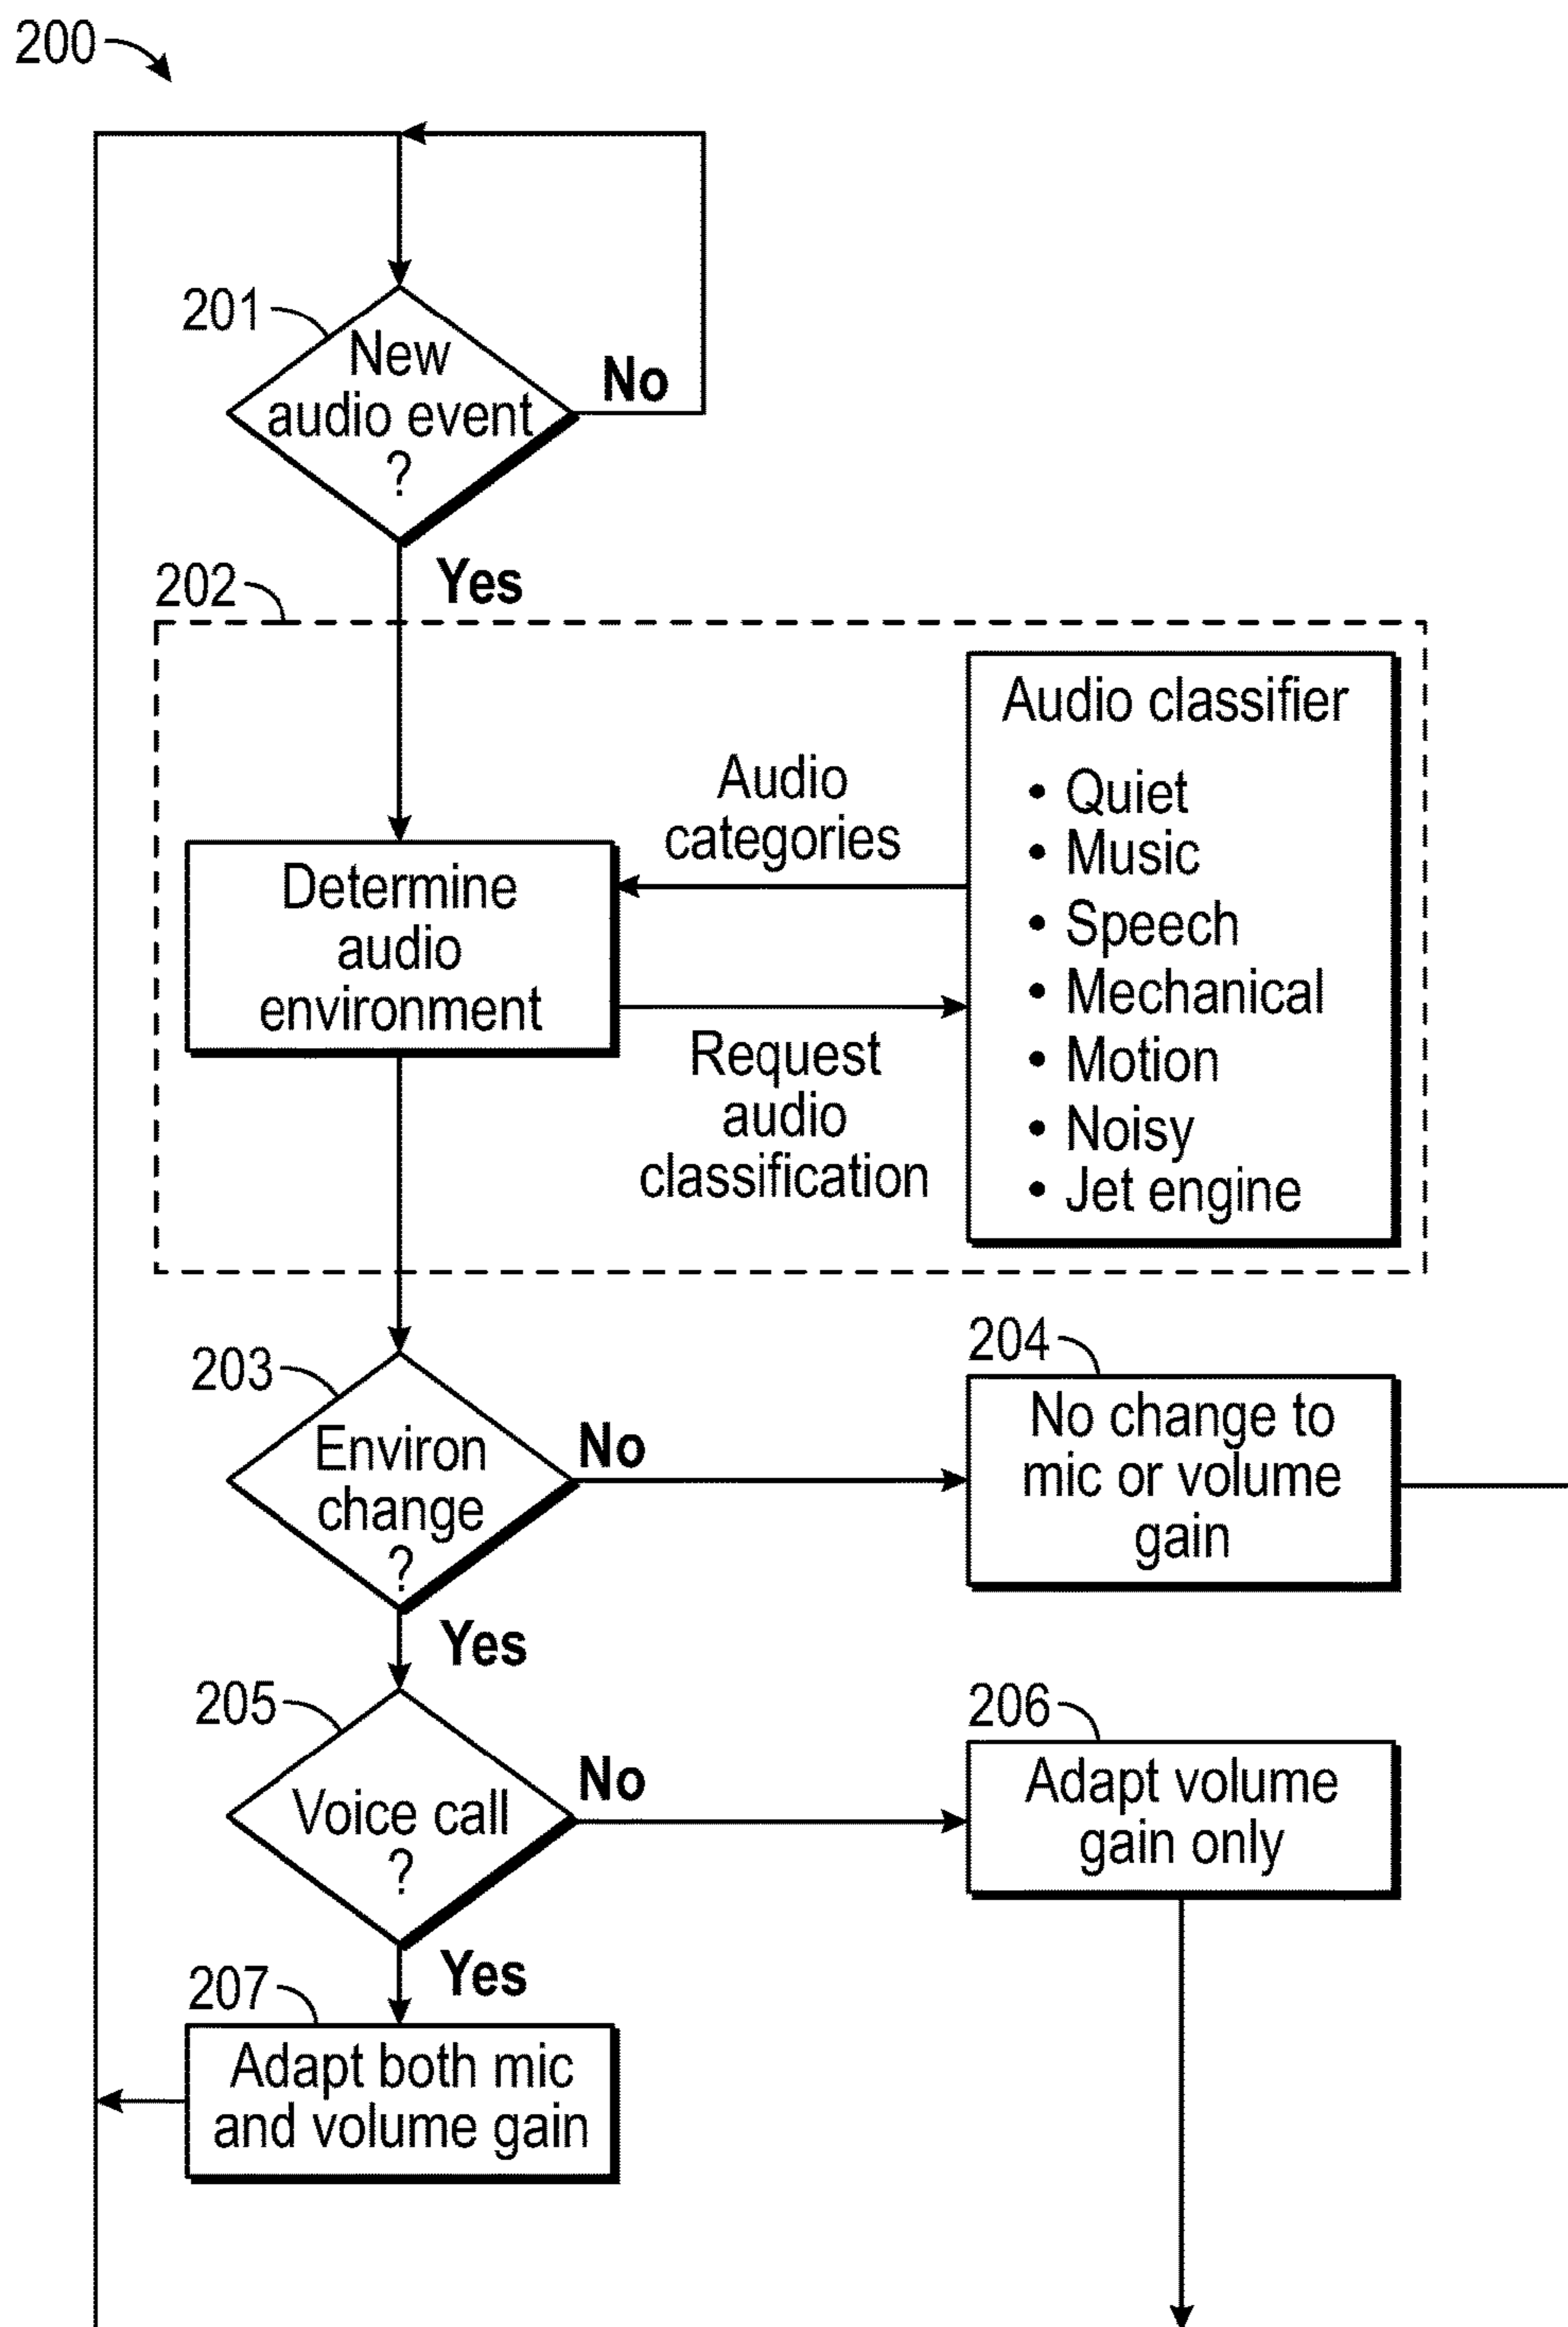 200
201
New
audio event
?
No
Yes
202
Audio classifier
• Quiet
• Music
• Speech
• Mechanical
• Motion
• Noisy
• Jet engine
Audio
categories
Determine
audio
environment
Request
audio
classification
203
Environ
change
?
No
204
No change to
mic or volume
gain
Yes
205
Voice call
?
No
206
Adapt volume
gain only
Yes
207
Adapt both mic
and volume gain